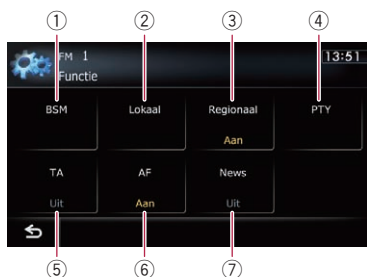 ① ② ③ ④
FM 1 13:51
Functie
BSM Lokaal Regionaal PTY
Aan
TA AF News
Uit Aan Uit
⑤ ⑥ ⑦